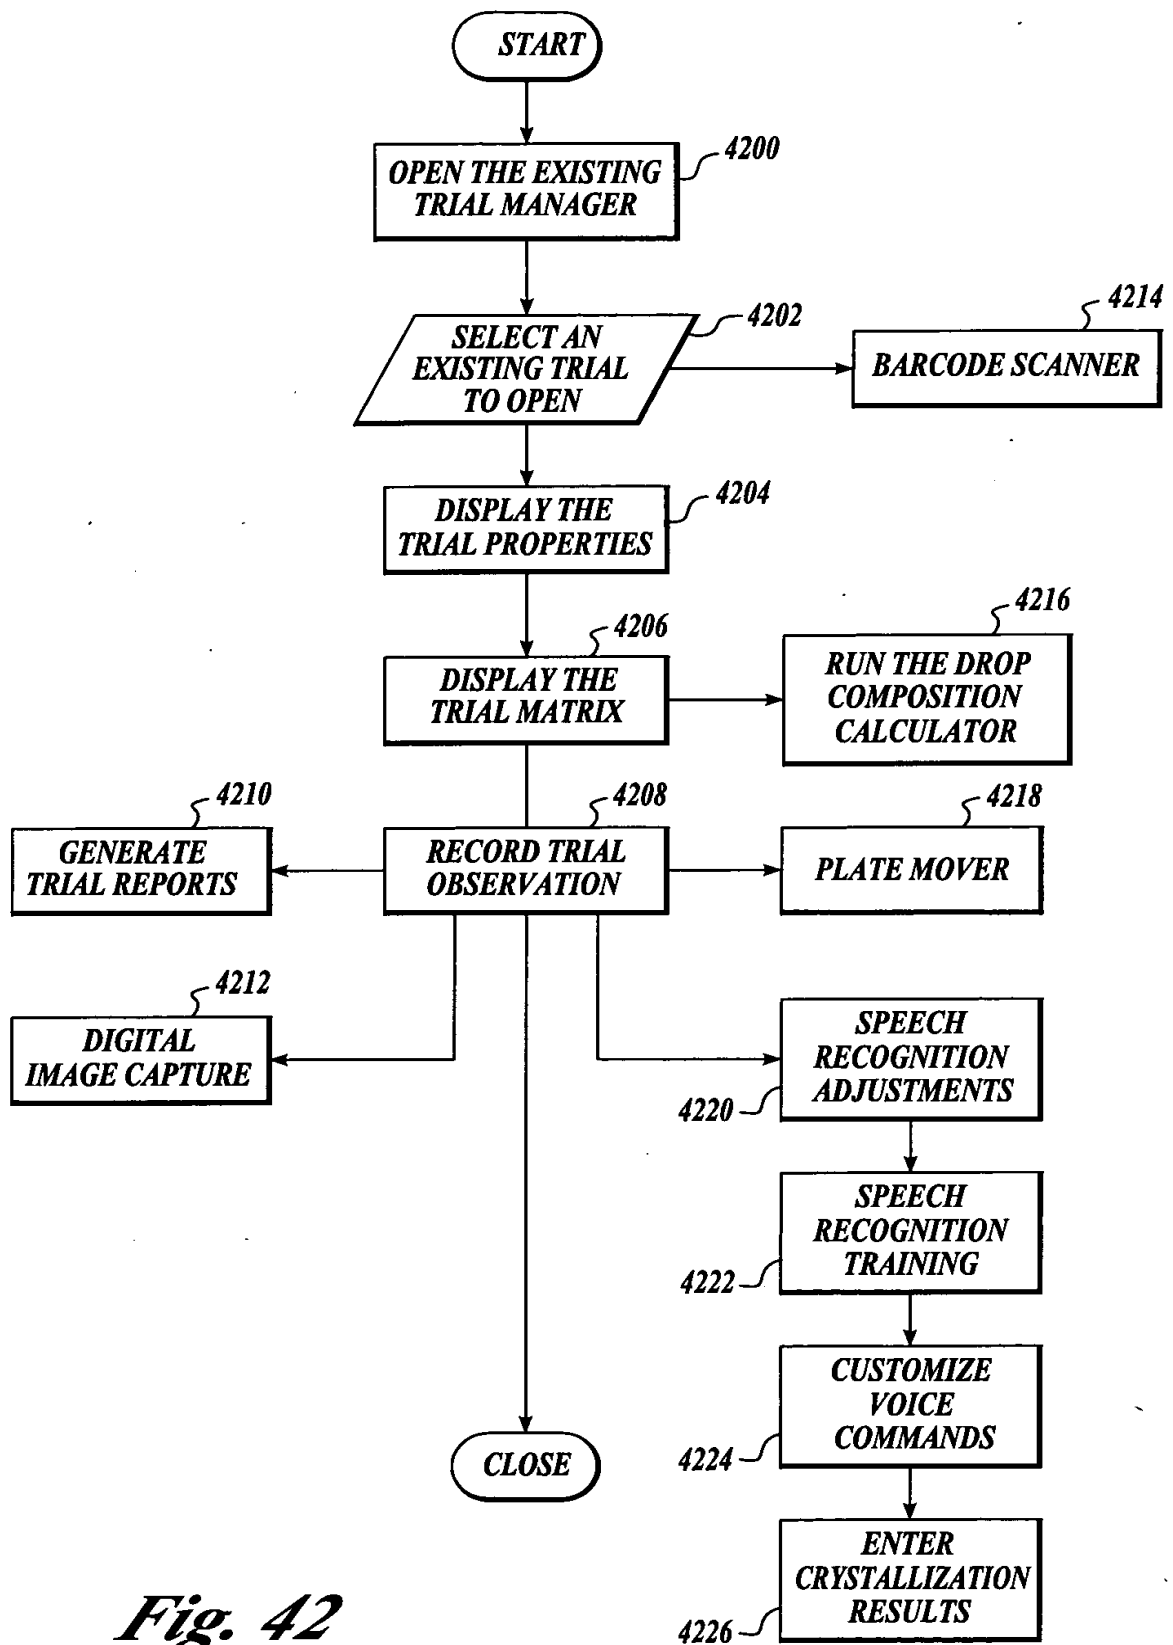 START
4200
OPEN THE EXISTING
TRIAL MANAGER
4202
4214
SELECT AN
EXISTING TRIAL
TO OPEN
BARCODE SCANNER
4204
DISPLAY THE
TRIAL PROPERTIES
4206
4216
DISPLAY THE
TRIAL MATRIX
RUN THE DROP
COMPOSITION
CALCULATOR
4210
4208
4218
GENERATE
TRIAL REPORTS
RECORD TRIAL
OBSERVATION
PLATE MOVER
4212
DIGITAL
IMAGE CAPTURE
SPEECH
RECOGNITION
ADJUSTMENTS
4220
SPEECH
RECOGNITION
TRAINING
4222
CUSTOMIZE
VOICE
COMMANDS
4224
CLOSE
ENTER
CRYSTALLIZATION
RESULTS
4226
Fig. 42